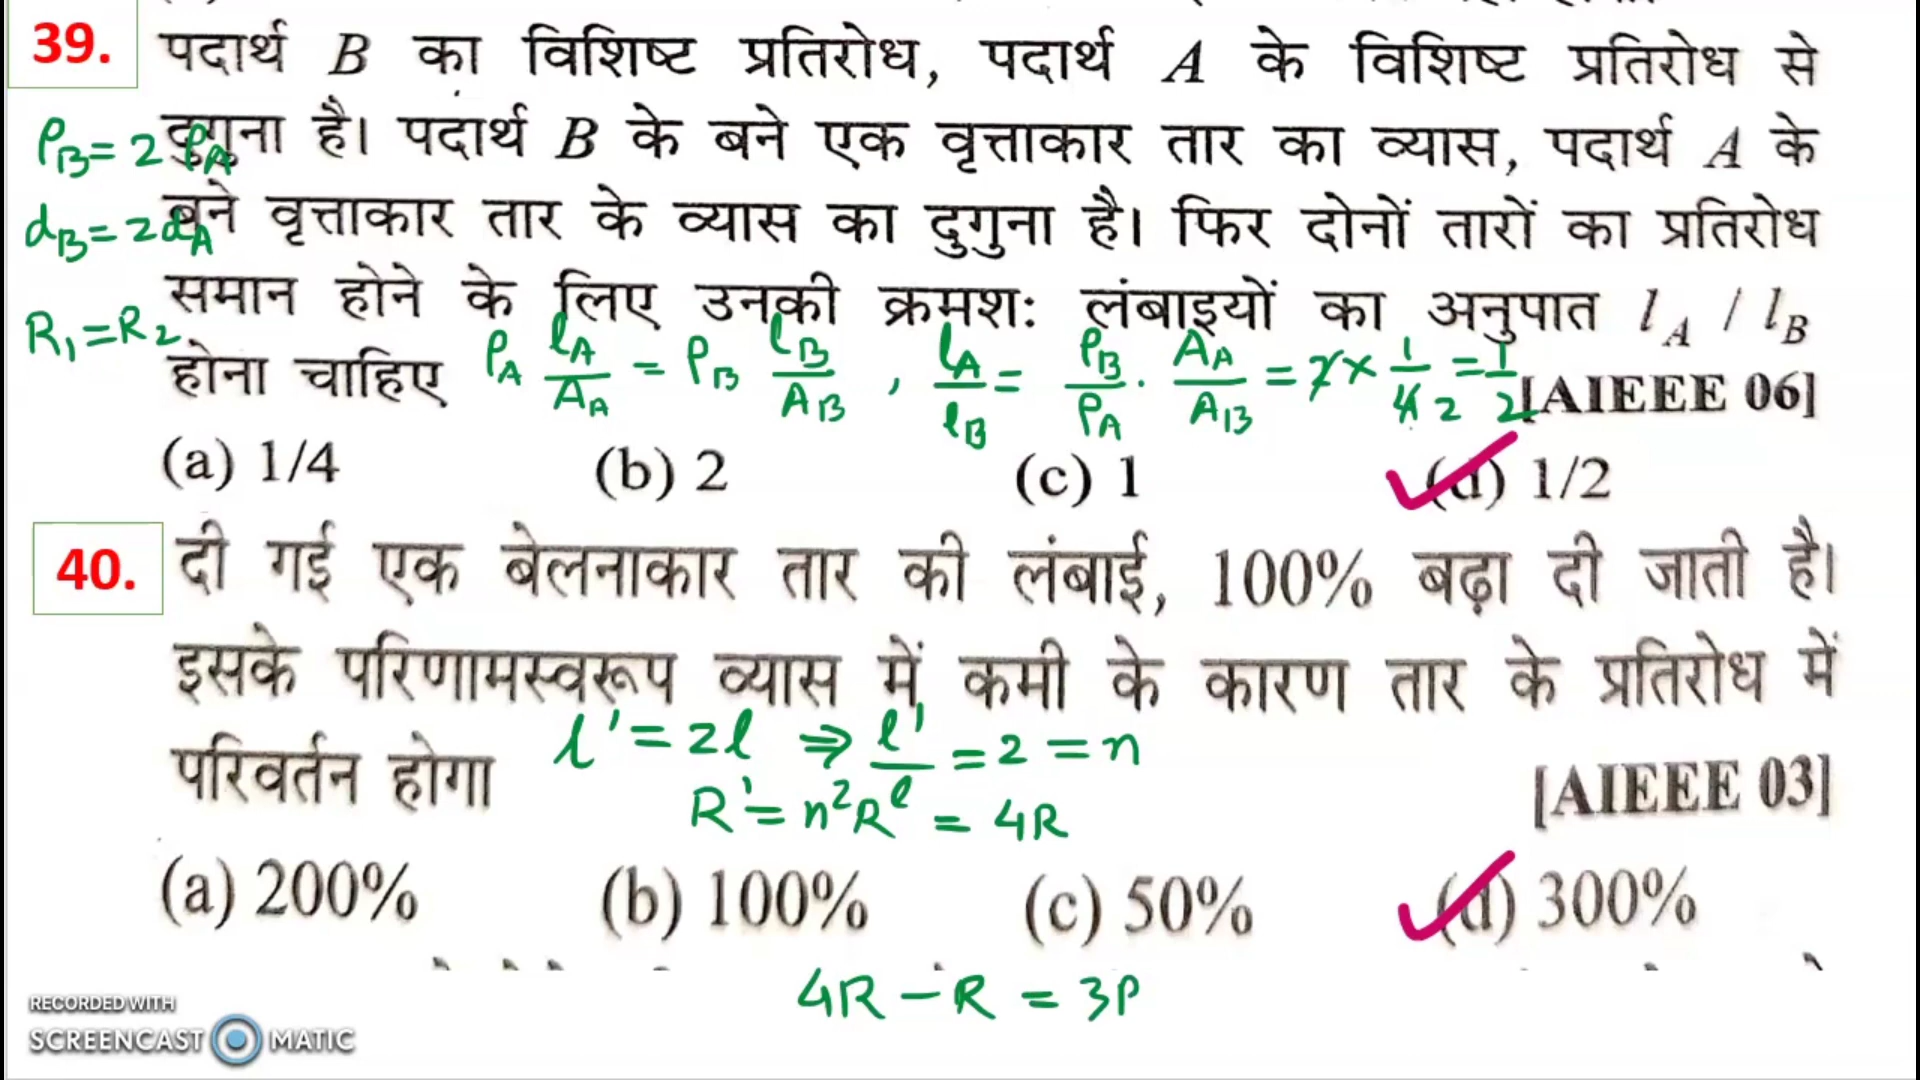 39. पदार्थ B का विशिष्ट प्रतिरोध, पदार्थ A के विशिष्ट प्रतिरोध से
दुगुना है। पदार्थ B के बने एक वृत्ताकार तार का व्यास, पदार्थ A के
ρB = 2 ρA
बने वृत्ताकार तार के व्यास का दुगुना है। फिर दोनों तारों का प्रतिरोध
dB = 2dA
समान होने के लिए उनकी क्रमशः लंबाइयों का अनुपात lA / lB
R₁ = R₂
होना चाहिए
ρA lA/AA = ρB lB/AB , lA/lB = ρB/ρA · AA/AB = 2 × 1/4 2 = 1/2
[AIEEE 06]
(a) 1/4 (b) 2 (c) 1 (d) 1/2
40. दी गई एक बेलनाकार तार की लंबाई, 100% बढ़ा दी जाती है।
इसके परिणामस्वरूप व्यास में कमी के कारण तार के प्रतिरोध में
परिवर्तन होगा
l' = 2l ⇒ l'/l = 2 = n
[AIEEE 03]
R' = n²R = 4R
(a) 200% (b) 100% (c) 50% (d) 300%
4R − R = 3R
RECORDED WITH
SCREENCAST MATIC